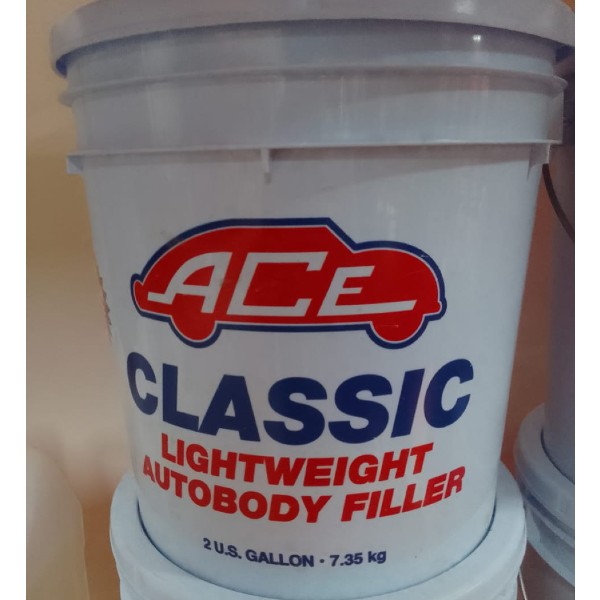 ACE
CLASSIC
LIGHTWEIGHT
AUTOBODY FILLER
2 U.S. GALLON • 7.35 kg